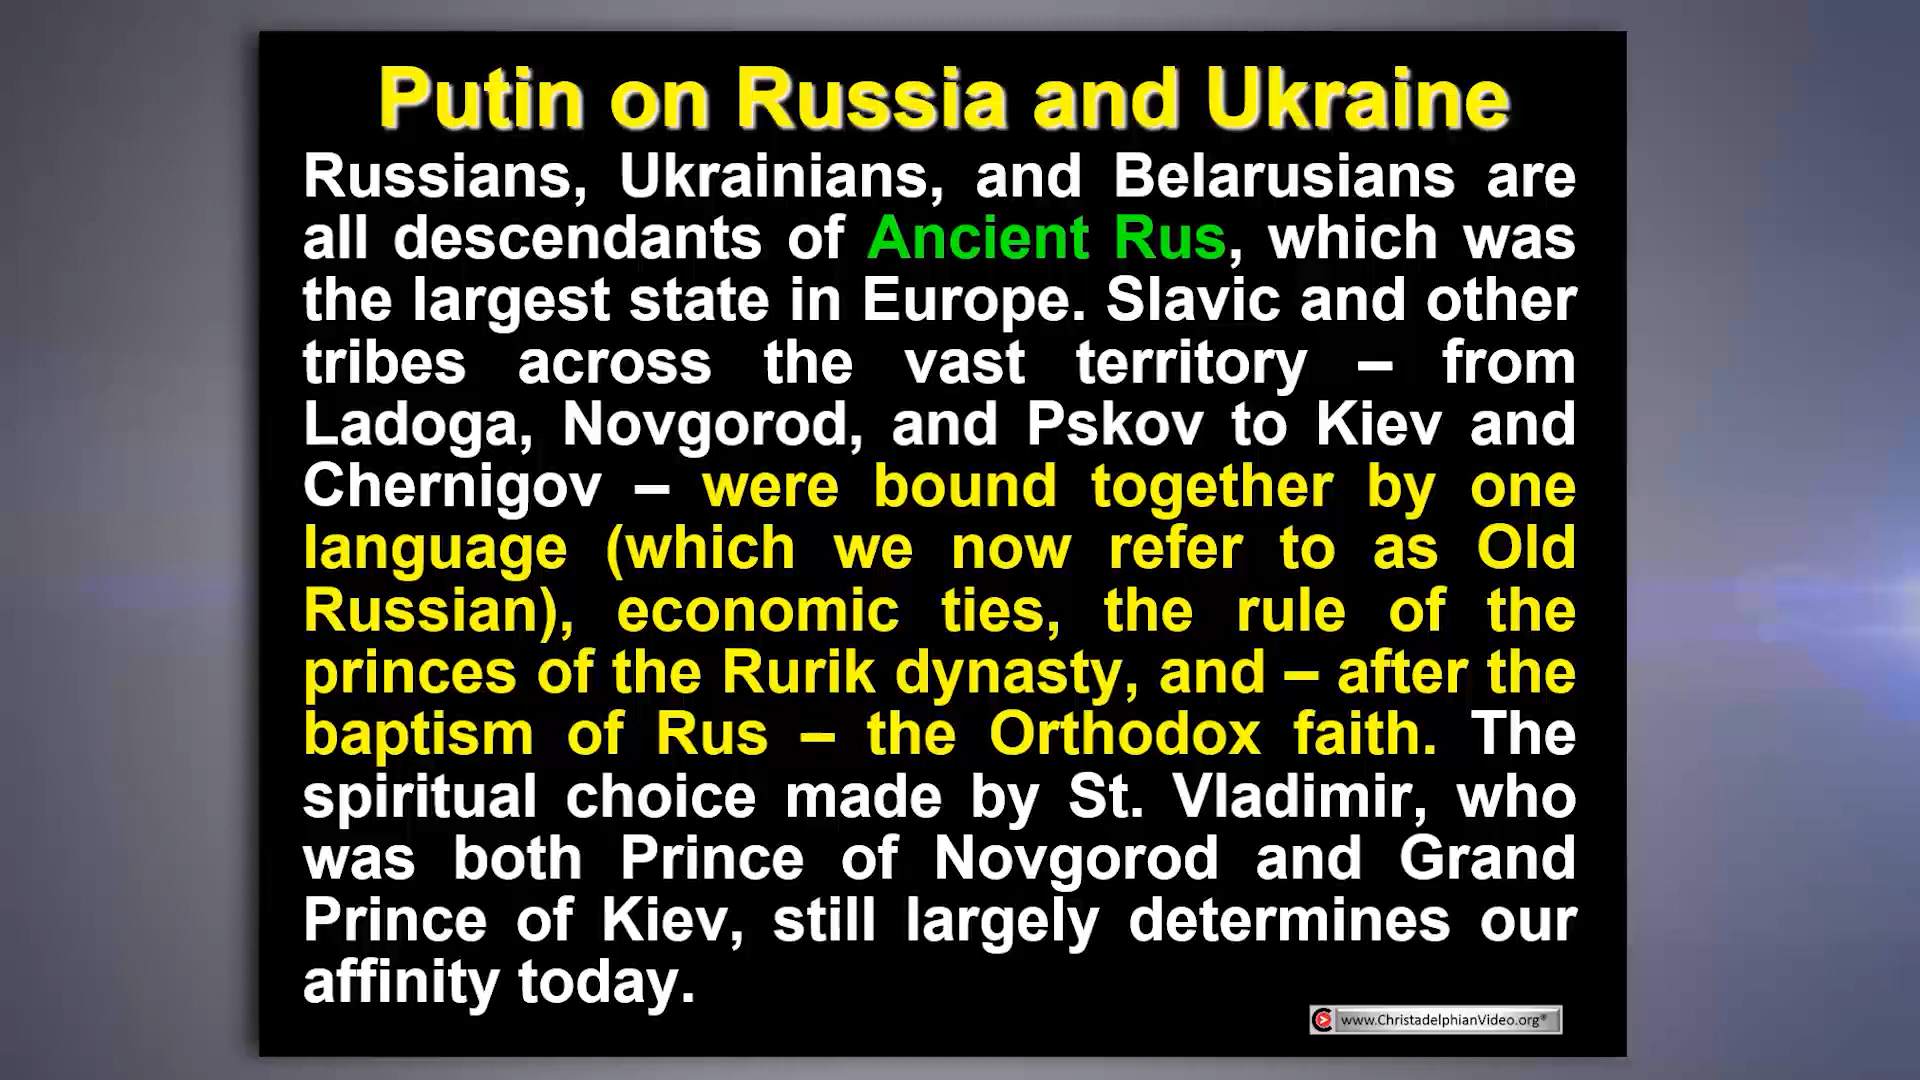 Putin on Russia and Ukraine
Russians, Ukrainians, and Belarusians are
all descendants of Ancient Rus, which was
the largest state in Europe. Slavic and other
tribes across the vast territory – from
Ladoga, Novgorod, and Pskov to Kiev and
Chernigov – were bound together by one
language (which we now refer to as Old
Russian), economic ties, the rule of the
princes of the Rurik dynasty, and – after the
baptism of Rus – the Orthodox faith. The
spiritual choice made by St. Vladimir, who
was both Prince of Novgorod and Grand
Prince of Kiev, still largely determines our
affinity today.
www.ChristadelphianVideo.org®